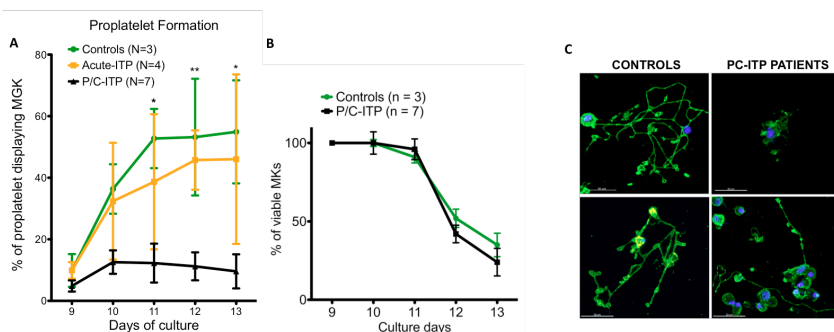 Proplatelet Formation
A
Controls (N=3)
Acute-ITP (N=4)
P/C-ITP (N=7)
% of proplatelet displaying MGK
80
60
40
20
0
*
**
*
9 10 11 12 13
Days of culture
B
Controls (n = 3)
P/C-ITP (n = 7)
% of viable MKs
100
50
0
9 10 11 12 13
Culture days
C
CONTROLS PC-ITP PATIENTS